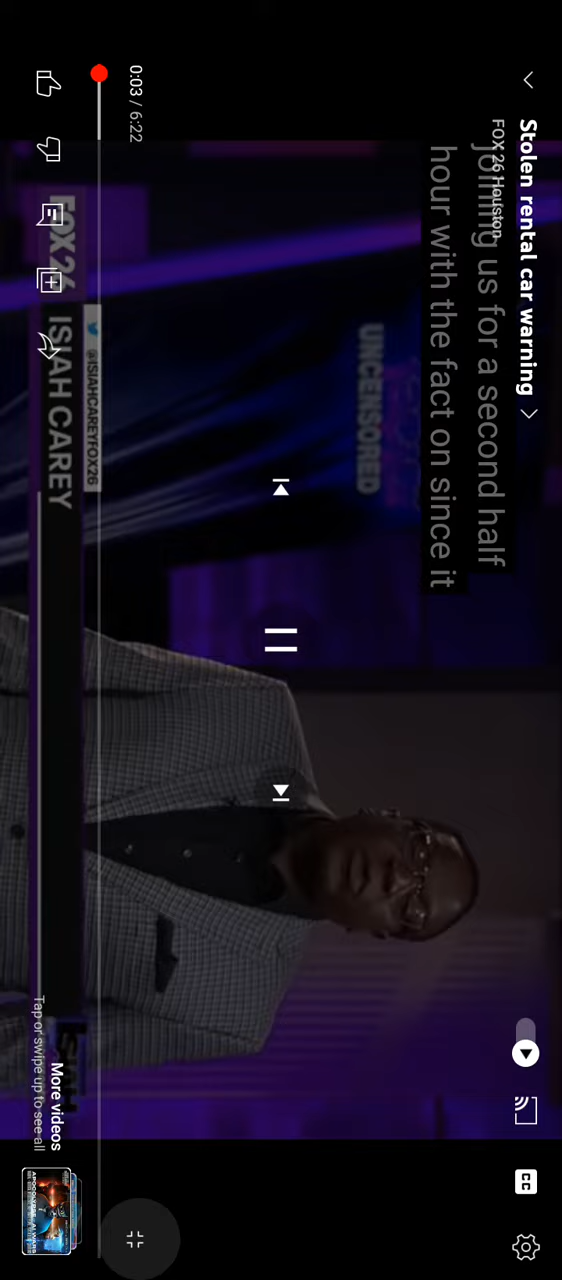 Stolen rental car warning
FOX 26 Houston
joining us for a second half
hour with the fact on since it
UNCENSORED
@ISIAHCAREYFOX26
FOX26 ISIAH CAREY
0:03 / 6:22
CC
More videos
Tap or swipe up to see all